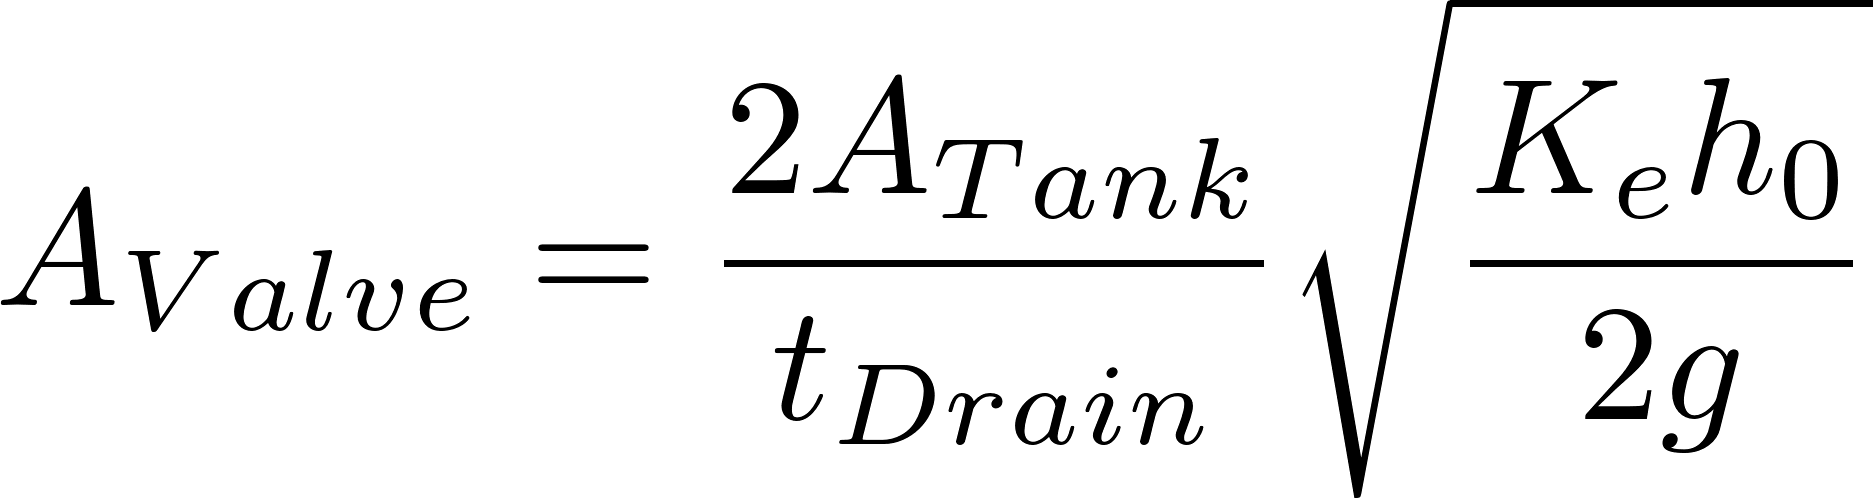 A_{Valve} = \frac{2A_{Tank}}{t_{Drain}} \sqrt{\frac{K_e h_0}{2g}}